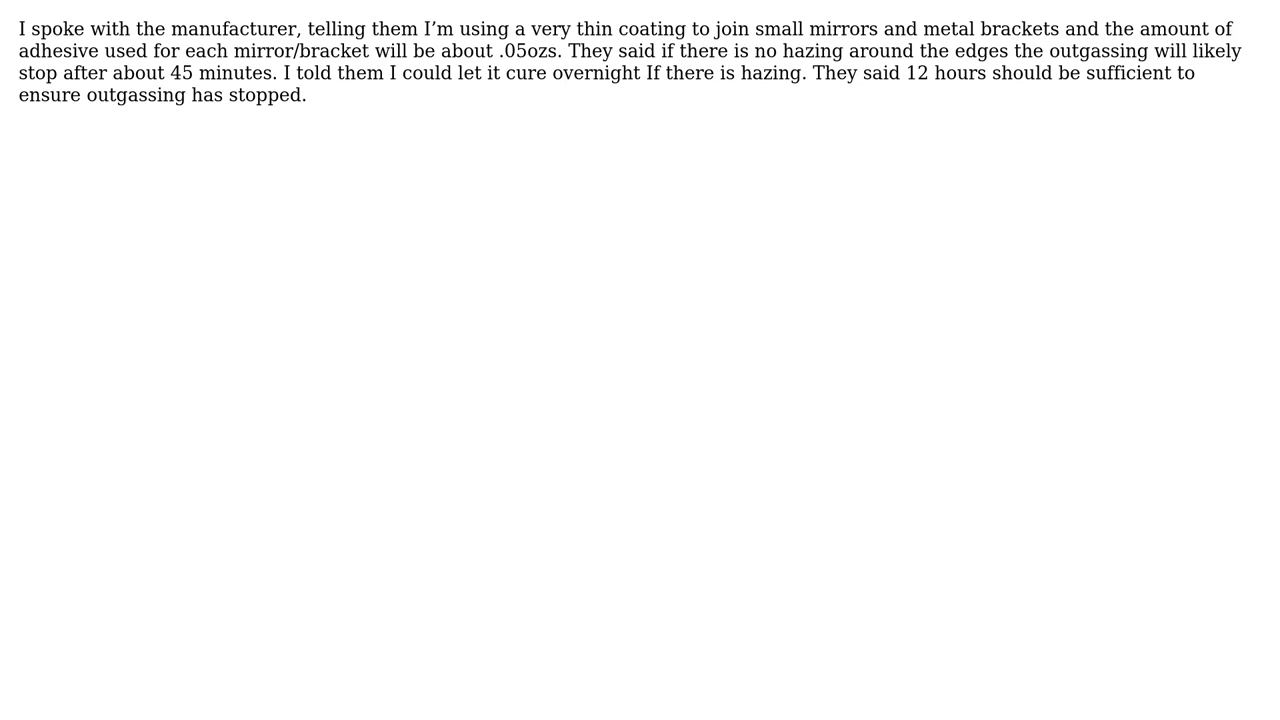 I spoke with the manufacturer, telling them I’m using a very thin coating to join small mirrors and metal brackets and the amount of
adhesive used for each mirror/bracket will be about .05ozs. They said if there is no hazing around the edges the outgassing will likely
stop after about 45 minutes. I told them I could let it cure overnight If there is hazing. They said 12 hours should be sufficient to
ensure outgassing has stopped.